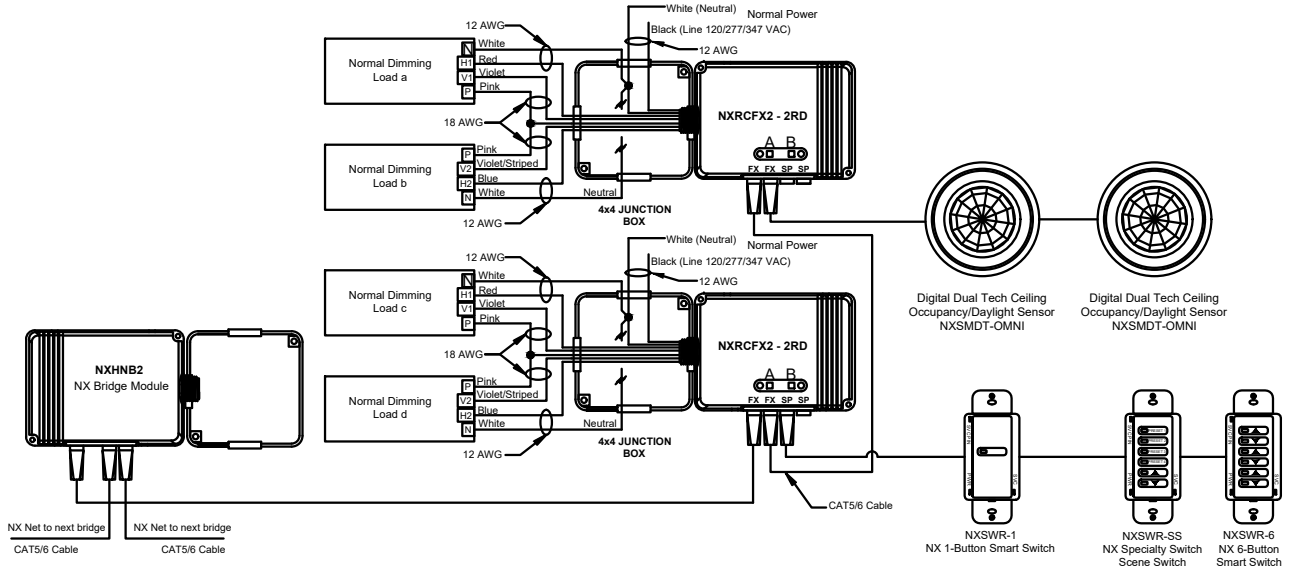 White (Neutral)
Normal Power
12 AWG
Black (Line 120/277/347 VAC)
12 AWG
Normal Dimming
Load a
N
White
H1
Red
V1
Violet
P
Pink
18 AWG
Normal Dimming
Load b
P
Pink
V2
Violet/Striped
H2
Blue
N
White
Neutral
12 AWG
4x4 JUNCTION
BOX
NXRCFX2 - 2RD
A B
FX FX SP SP
Digital Dual Tech Ceiling
Occupancy/Daylight Sensor
NXSMDT-OMNI
Digital Dual Tech Ceiling
Occupancy/Daylight Sensor
NXSMDT-OMNI
White (Neutral)
Normal Power
12 AWG
Black (Line 120/277/347 VAC)
12 AWG
Normal Dimming
Load c
N
White
H1
Red
V1
Violet
P
Pink
18 AWG
Normal Dimming
Load d
P
Pink
V2
Violet/Striped
H2
Blue
N
White
Neutral
12 AWG
4x4 JUNCTION
BOX
NXRCFX2 - 2RD
A B
FX FX SP SP
NXHNB2
NX Bridge Module
NX Net to next bridge
CAT5/6 Cable
NX Net to next bridge
CAT5/6 Cable
CAT5/6 Cable
PWR
NXSWR-1
NX 1-Button Smart Switch
PWR
SVC
NXSWR-SS
NX Specialty Switch
Scene Switch
PWR
SVC
NXSWR-6
NX 6-Button
Smart Switch